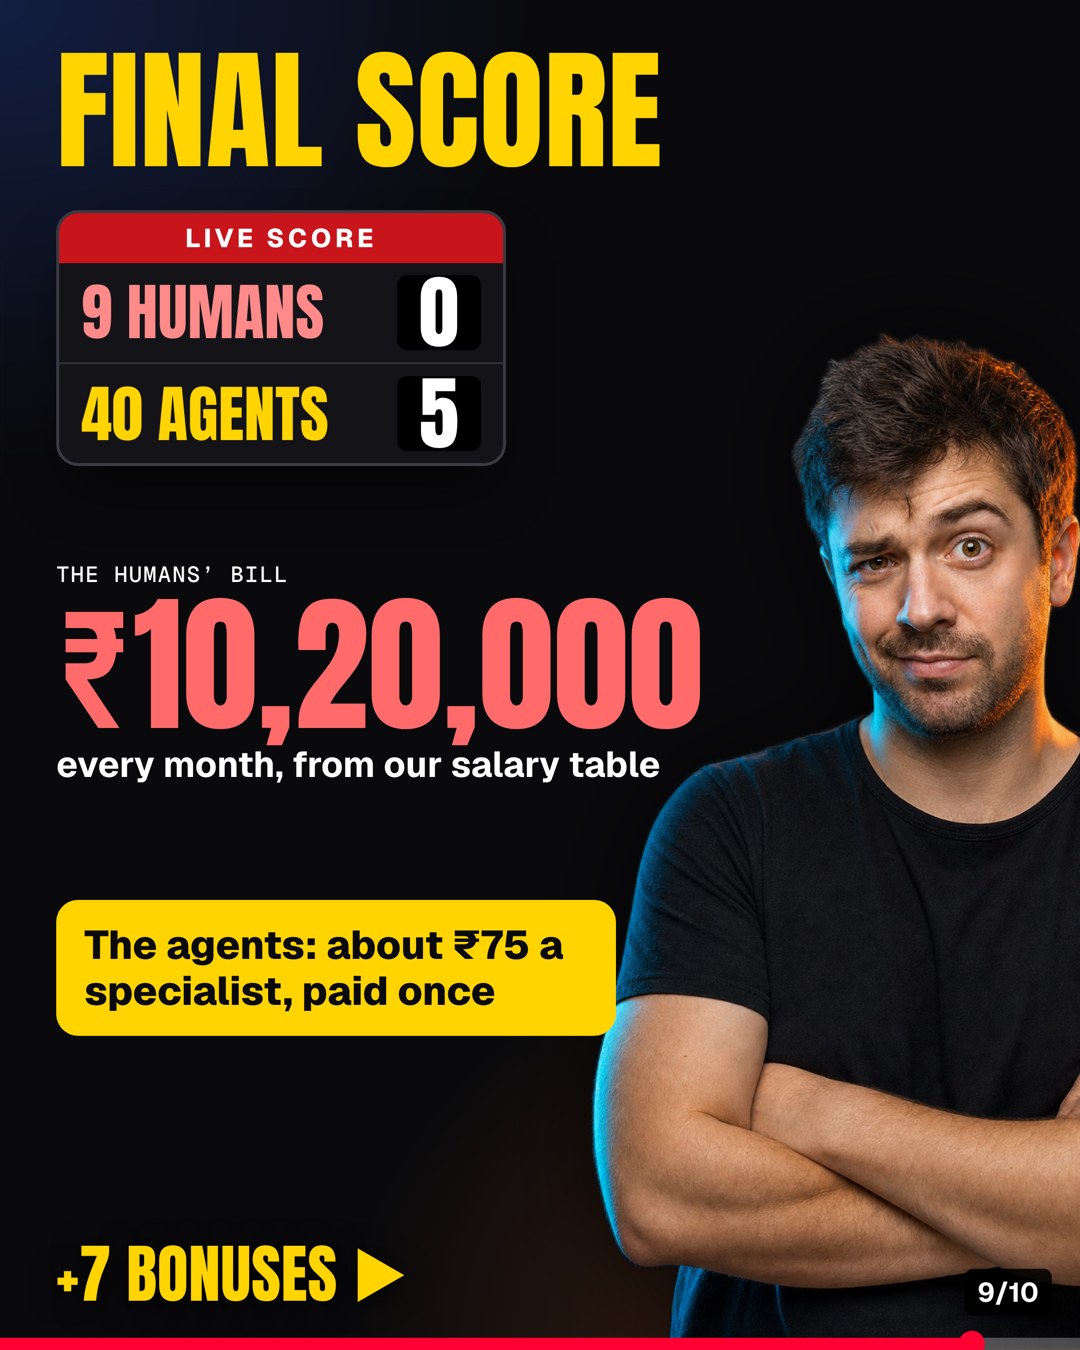 FINAL SCORE
LIVE SCORE
9 HUMANS 0
40 AGENTS 5
THE HUMANS’ BILL
₹10,20,000
every month, from our salary table
The agents: about ₹75 a
specialist, paid once
+7 BONUSES ▶
9/10